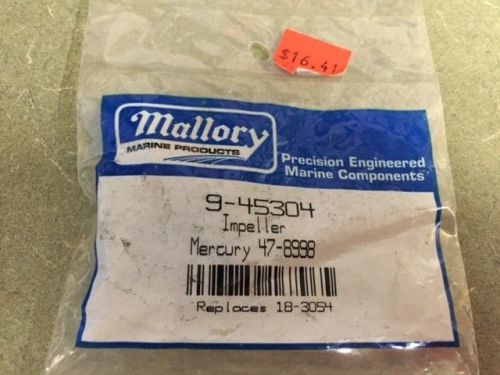 $16.41
Mallory
MARINE PRODUCTS
Precision Engineered
Marine Components
9-45304
Impeller
Mercury 47-8998
Replaces 18-3054